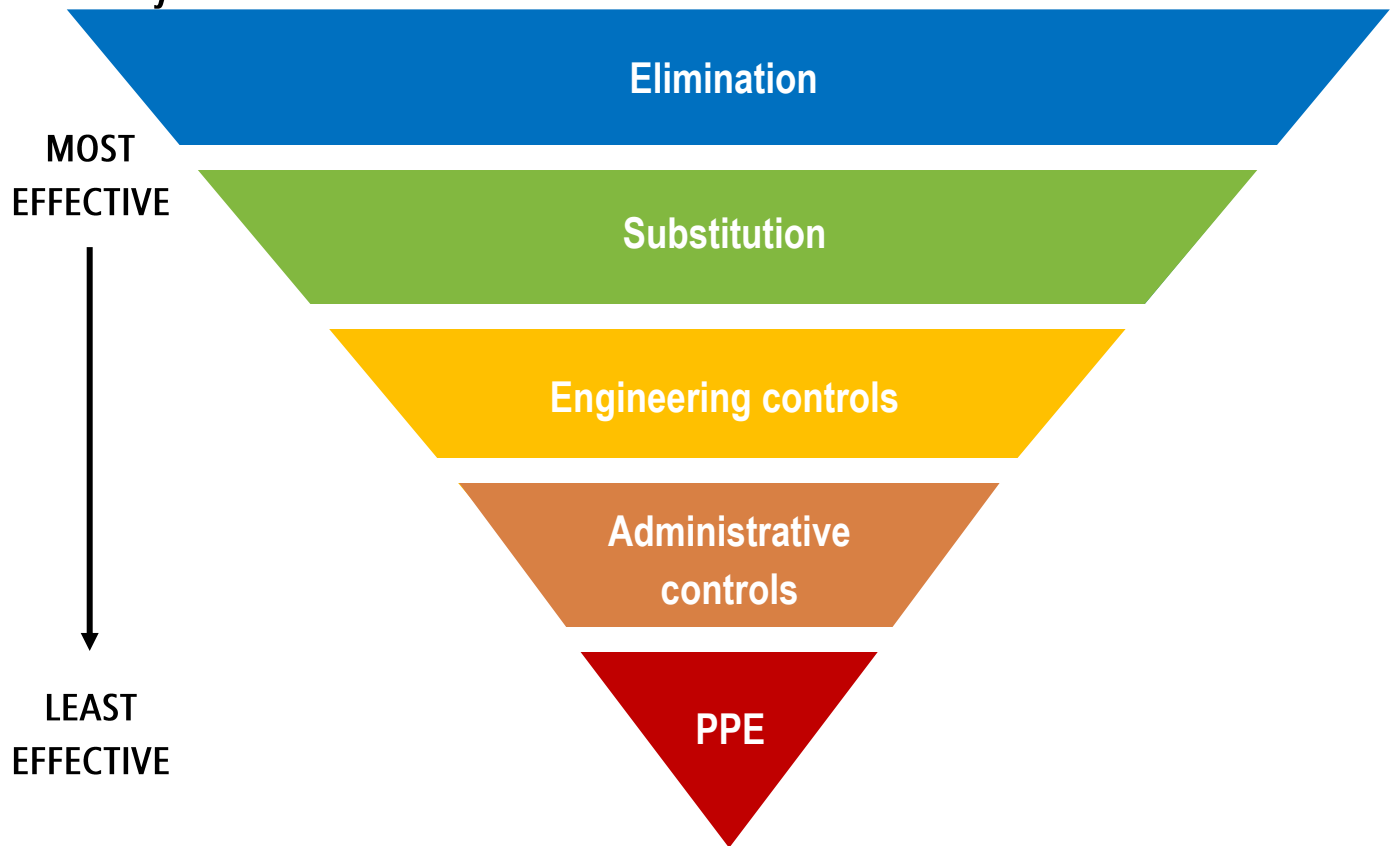 Elimination
MOST
EFFECTIVE
Substitution
Engineering controls
Administrative
controls
LEAST
EFFECTIVE
PPE